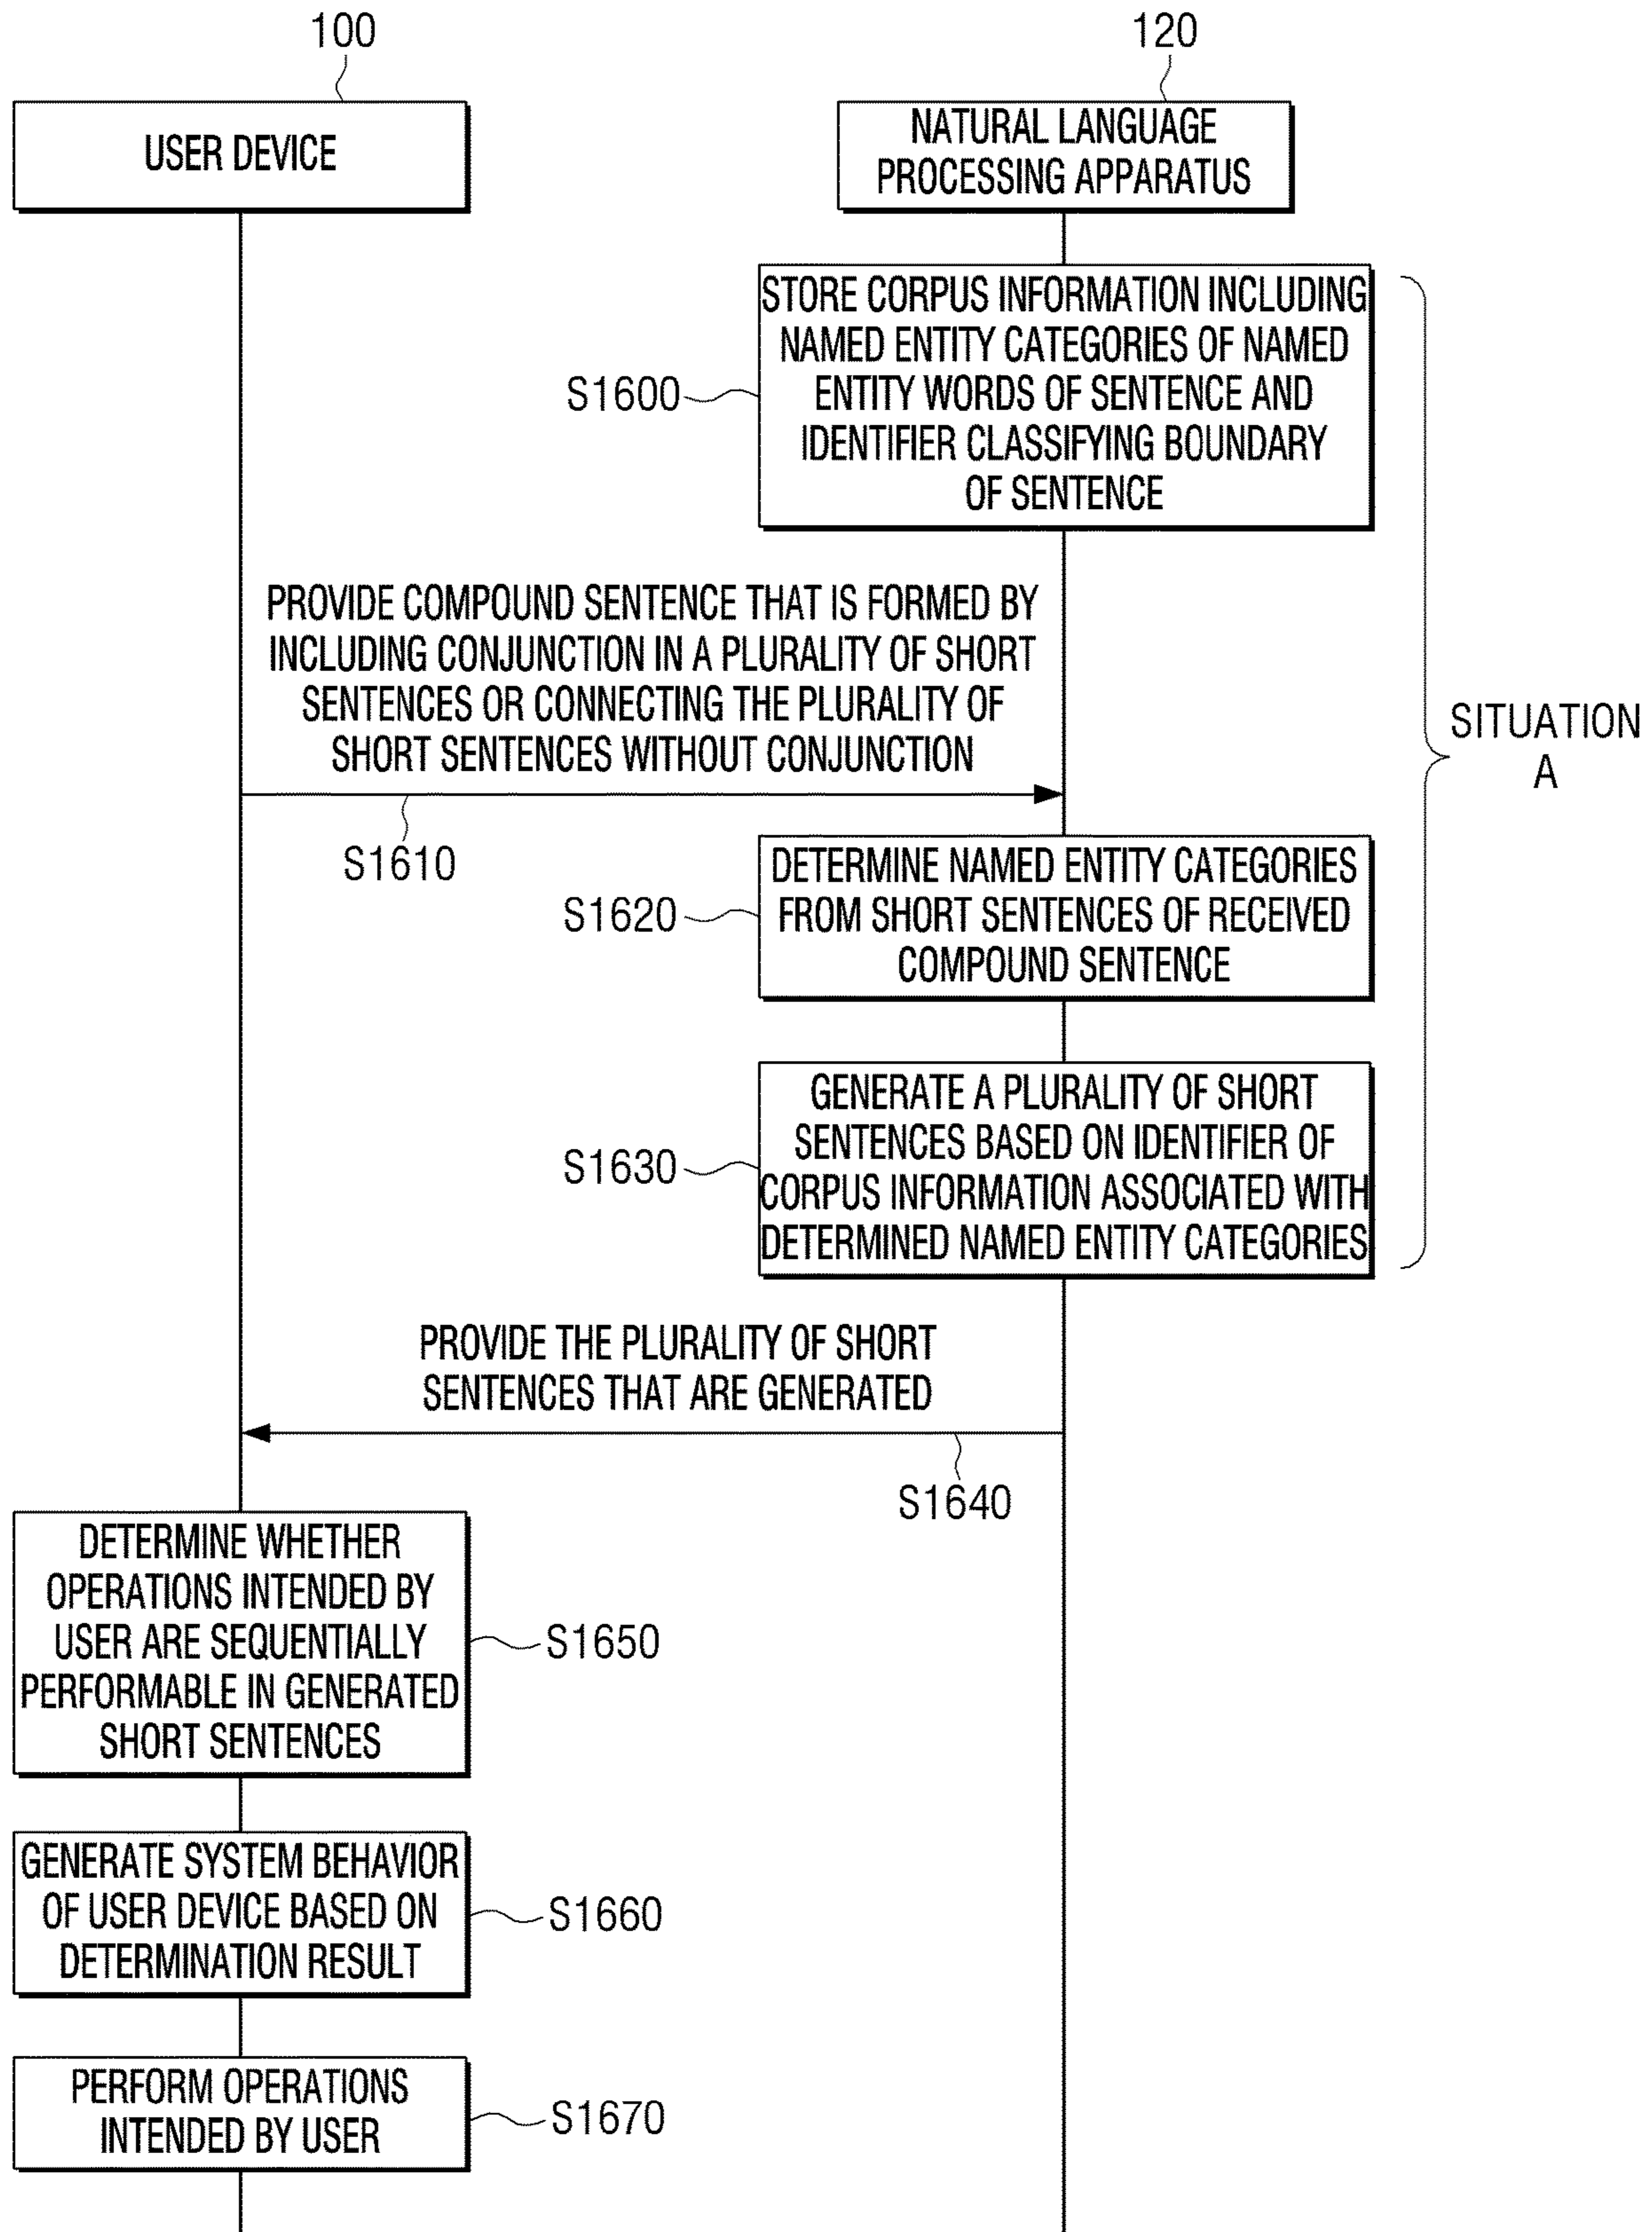 100
120
USER DEVICE
NATURAL LANGUAGE
PROCESSING APPARATUS
STORE CORPUS INFORMATION INCLUDING
NAMED ENTITY CATEGORIES OF NAMED
ENTITY WORDS OF SENTENCE AND
IDENTIFIER CLASSIFYING BOUNDARY
OF SENTENCE
S1600
PROVIDE COMPOUND SENTENCE THAT IS FORMED BY
INCLUDING CONJUNCTION IN A PLURALITY OF SHORT
SENTENCES OR CONNECTING THE PLURALITY OF
SHORT SENTENCES WITHOUT CONJUNCTION
SITUATION
A
S1610
DETERMINE NAMED ENTITY CATEGORIES
FROM SHORT SENTENCES OF RECEIVED
COMPOUND SENTENCE
S1620
GENERATE A PLURALITY OF SHORT
SENTENCES BASED ON IDENTIFIER OF
CORPUS INFORMATION ASSOCIATED WITH
DETERMINED NAMED ENTITY CATEGORIES
S1630
PROVIDE THE PLURALITY OF SHORT
SENTENCES THAT ARE GENERATED
S1640
DETERMINE WHETHER
OPERATIONS INTENDED BY
USER ARE SEQUENTIALLY
PERFORMABLE IN GENERATED
SHORT SENTENCES
S1650
GENERATE SYSTEM BEHAVIOR
OF USER DEVICE BASED ON
DETERMINATION RESULT
S1660
PERFORM OPERATIONS
INTENDED BY USER
S1670